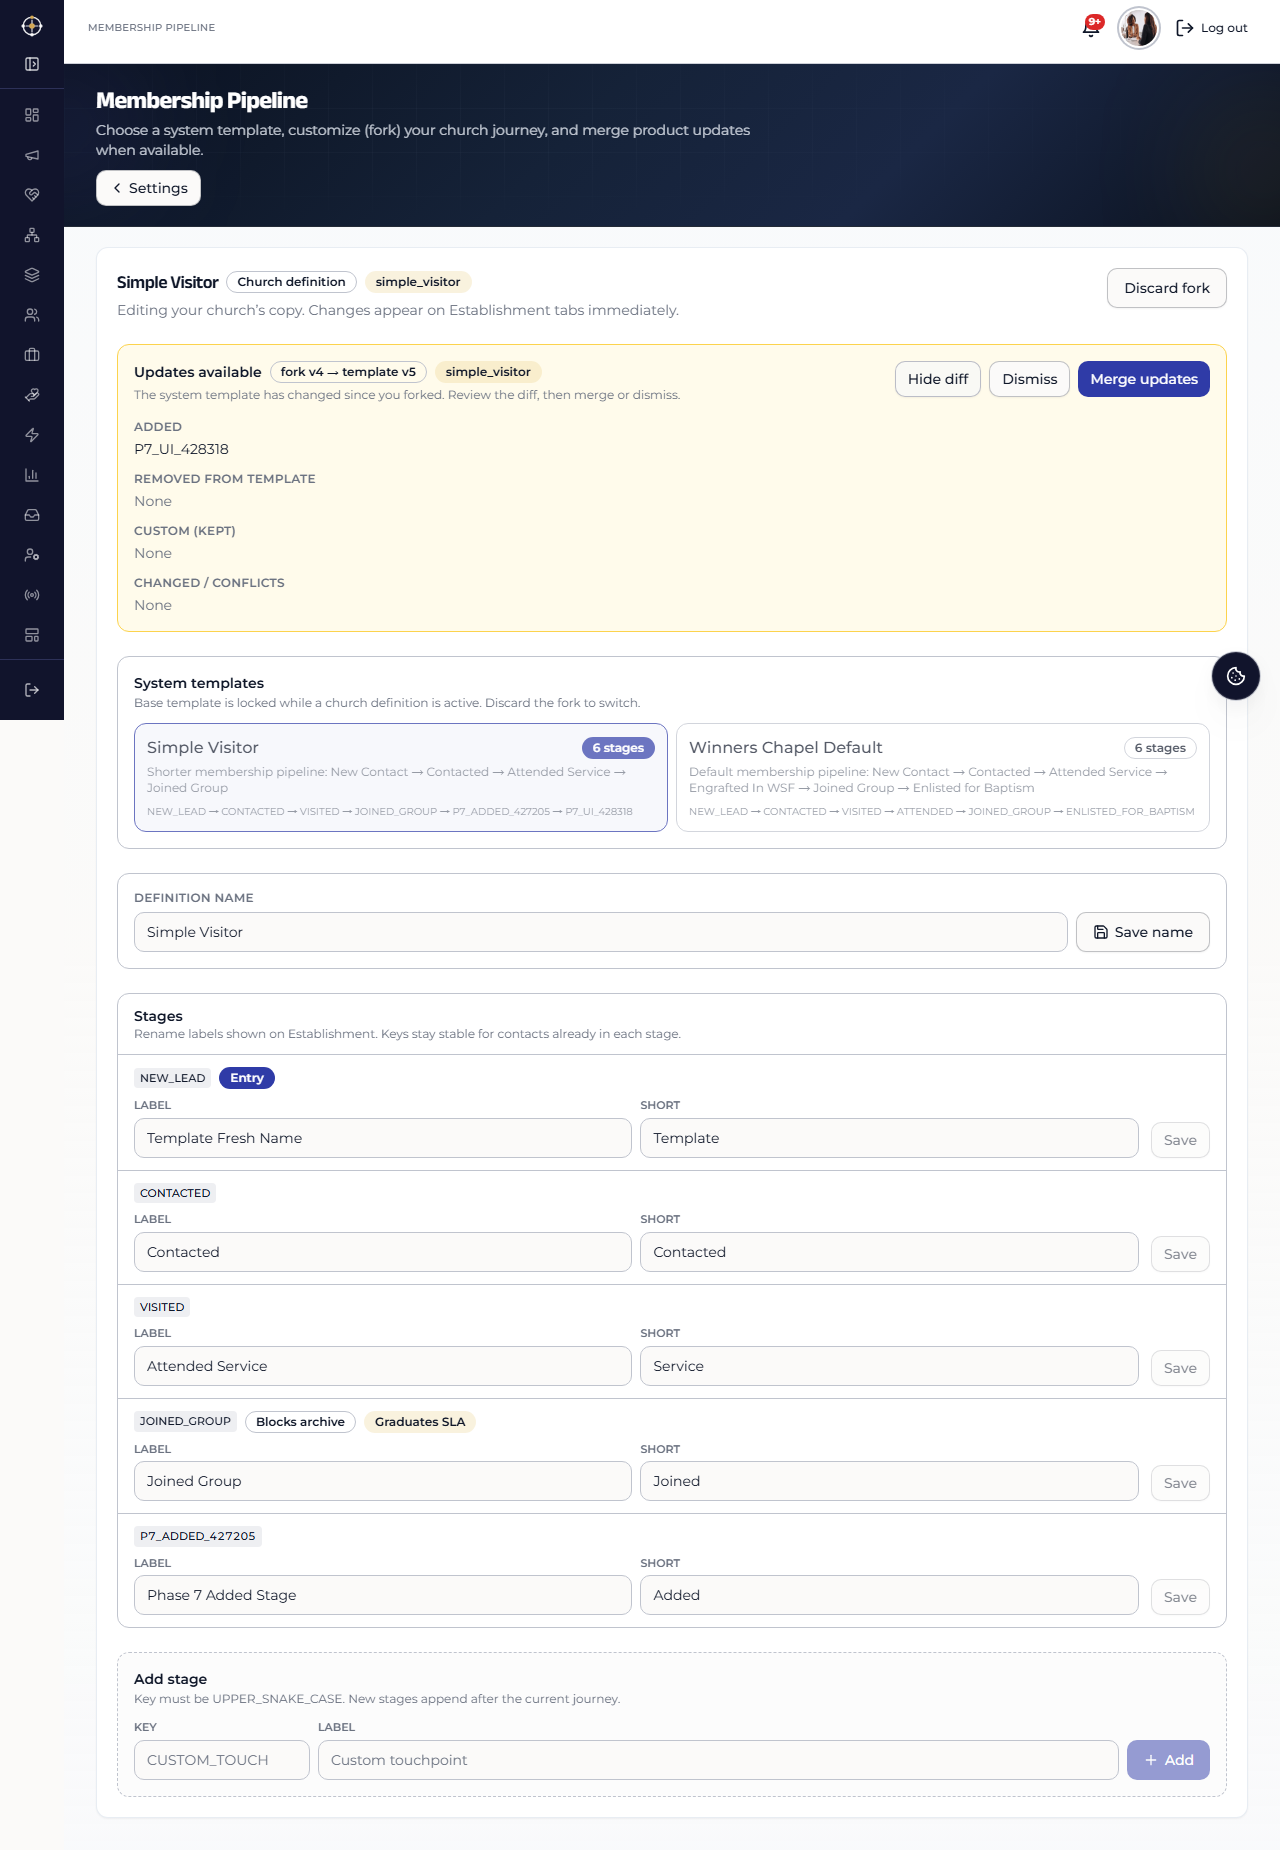 MEMBERSHIP PIPELINE
9+
Log out
Membership Pipeline
Choose a system template, customize (fork) your church journey, and merge product updates
when available.
Settings
Simple Visitor
Church definition
simple_visitor
Discard fork
Editing your church's copy. Changes appear on Establishment tabs immediately.
Updates available
fork v4 → template v5
simple_visitor
Hide diff
Dismiss
Merge updates
The system template has changed since you forked. Review the diff, then merge or dismiss.
ADDED
P7_UI_428318
REMOVED FROM TEMPLATE
None
CUSTOM (KEPT)
None
CHANGED / CONFLICTS
None
System templates
Base template is locked while a church definition is active. Discard the fork to switch.
Simple Visitor
6 stages
Shorter membership pipeline: New Contact → Contacted → Attended Service →
Joined Group
NEW_LEAD → CONTACTED → VISITED → JOINED_GROUP → P7_ADDED_427205 → P7_UI_428318
Winners Chapel Default
6 stages
Default membership pipeline: New Contact → Contacted → Attended Service →
Engrafted In WSF → Joined Group → Enlisted for Baptism
NEW_LEAD → CONTACTED → VISITED → ATTENDED → JOINED_GROUP → ENLISTED_FOR_BAPTISM
DEFINITION NAME
Simple Visitor
Save name
Stages
Rename labels shown on Establishment. Keys stay stable for contacts already in each stage.
NEW_LEAD
Entry
LABEL
SHORT
Template Fresh Name
Template
Save
CONTACTED
LABEL
SHORT
Contacted
Contacted
Save
VISITED
LABEL
SHORT
Attended Service
Service
Save
JOINED_GROUP
Blocks archive
Graduates SLA
LABEL
SHORT
Joined Group
Joined
Save
P7_ADDED_427205
LABEL
SHORT
Phase 7 Added Stage
Added
Save
Add stage
Key must be UPPER_SNAKE_CASE. New stages append after the current journey.
KEY
LABEL
CUSTOM_TOUCH
Custom touchpoint
+ Add